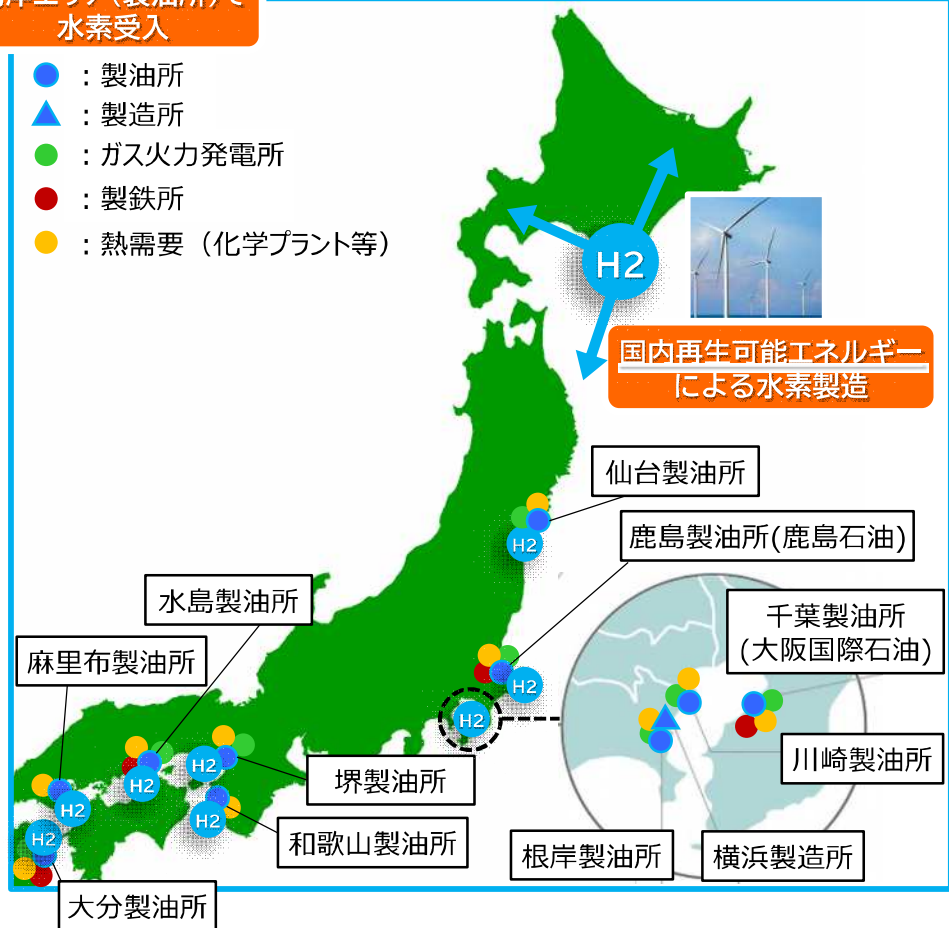 水素受入
：製油所
：製造所
：ガス火力発電所
：製鉄所
：熱需要（化学プラント等）
H2
国内再生可能エネルギー
による水素製造
仙台製油所
H2
鹿島製油所(鹿島石油)
水島製油所
千葉製油所
(大阪国際石油)
麻里布製油所
H2
H2
川崎製油所
堺製油所
H2
H2
H2
H2
和歌山製油所
H2
根岸製油所
横浜製造所
大分製油所